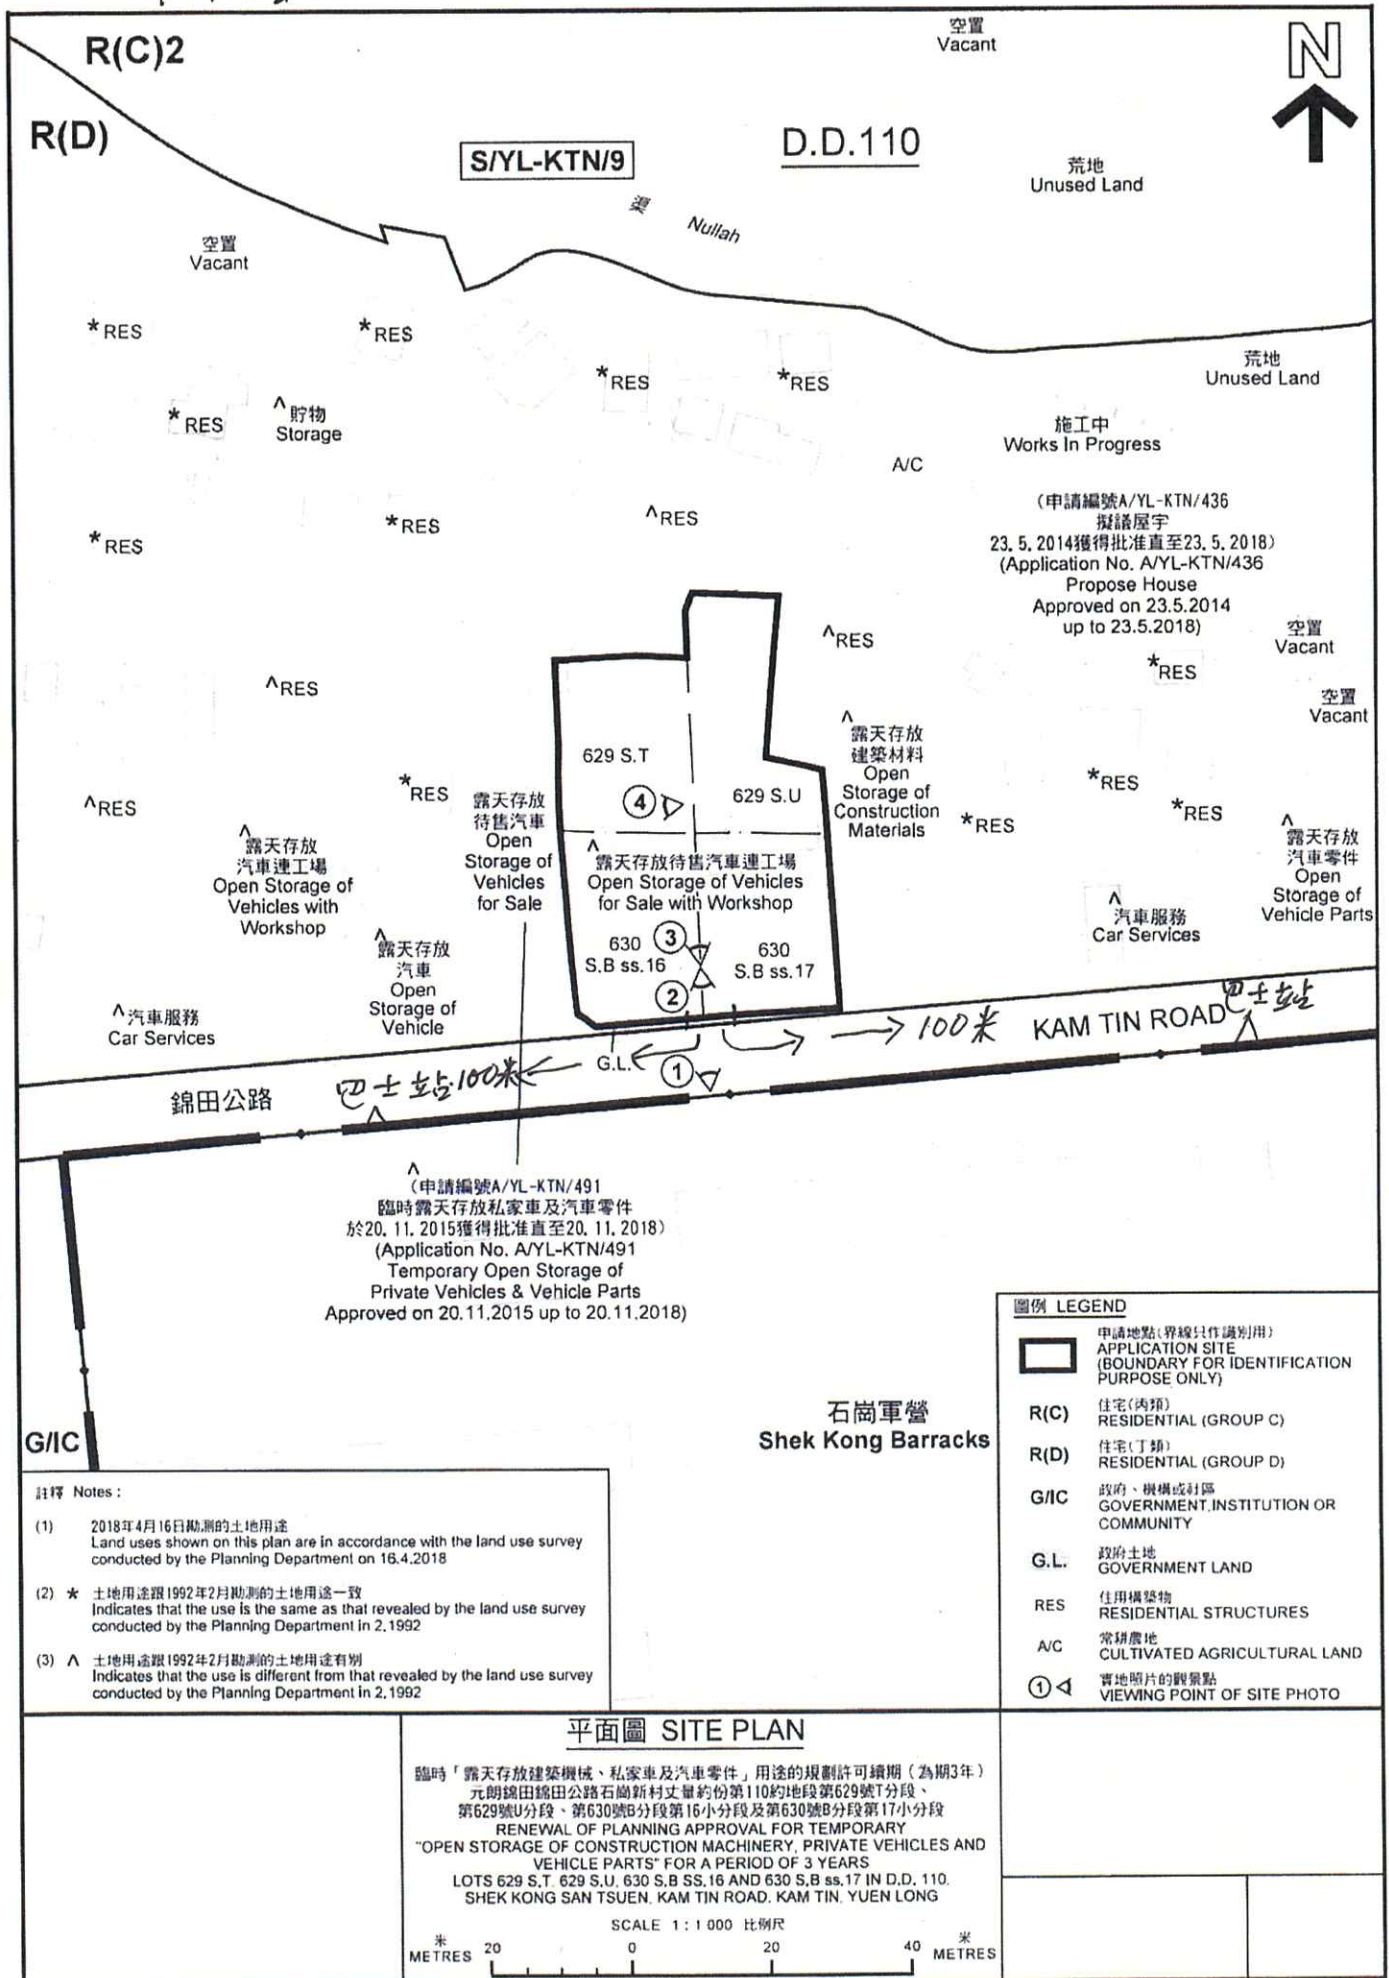 R(C)2
空置
Vacant
N
R(D)
S/YL-KTN/9
D.D.110
荒地
Unused Land
渠 Nullah
空置
Vacant
*RES
*RES
*RES
*RES
荒地
Unused Land
*RES
^貯物
Storage
施工中
Works In Progress
A/C
(申請編號A/YL-KTN/436
擬議屋宇
23.5.2014獲得批准直至23.5.2018)
(Application No. A/YL-KTN/436
Propose House
Approved on 23.5.2014
up to 23.5.2018)
*RES
*RES
^RES
^RES
空置
Vacant
*RES
^RES
空置
Vacant
629 S.T
629 S.U
④
^
露天存放
建築材料
Open
Storage of
Construction
Materials
*RES
*RES
*RES
*RES
^RES
露天存放
待售汽車
Open
Storage of
Vehicles
for Sale
^
露天存放
汽車連工場
Open Storage of
Vehicles with
Workshop
^
露天存放待售汽車連工場
Open Storage of Vehicles
for Sale with Workshop
^
露天存放
汽車零件
Open
Storage of
Vehicle Parts
^
汽車服務
Car Services
^
露天存放
汽車
Open
Storage of
Vehicle
630
S.B ss.16
③
630
S.B ss.17
②
^汽車服務
Car Services
巴士站
100米
KAM TIN ROAD
G.L.
①
巴士站100米
錦田公路
^
(申請編號A/YL-KTN/491
臨時露天存放私家車及汽車零件
於20.11.2015獲得批准直至20.11.2018)
(Application No. A/YL-KTN/491
Temporary Open Storage of
Private Vehicles & Vehicle Parts
Approved on 20.11.2015 up to 20.11.2018)
石崗軍營
Shek Kong Barracks
G/IC
圖例 LEGEND
申請地點(界線只作識別用)
APPLICATION SITE
(BOUNDARY FOR IDENTIFICATION
PURPOSE ONLY)
R(C) 住宅(丙類)
RESIDENTIAL (GROUP C)
R(D) 住宅(丁類)
RESIDENTIAL (GROUP D)
G/IC 政府、機構或社區
GOVERNMENT,INSTITUTION OR
COMMUNITY
G.L. 政府土地
GOVERNMENT LAND
RES 住用構築物
RESIDENTIAL STRUCTURES
A/C 常耕農地
CULTIVATED AGRICULTURAL LAND
① 實地照片的觀景點
VIEWING POINT OF SITE PHOTO
註釋 Notes :
(1) 2018年4月16日勘測的土地用途
Land uses shown on this plan are in accordance with the land use survey
conducted by the Planning Department on 16.4.2018
(2) * 土地用途跟1992年2月勘測的土地用途一致
Indicates that the use is the same as that revealed by the land use survey
conducted by the Planning Department in 2.1992
(3) ^ 土地用途跟1992年2月勘測的土地用途有別
Indicates that the use is different from that revealed by the land use survey
conducted by the Planning Department in 2.1992
平面圖 SITE PLAN
臨時「露天存放建築機械、私家車及汽車零件」用途的規劃許可續期(為期3年)
元朗錦田錦田公路石崗新村丈量約份第110約地段第629號T分段、
第629號U分段、第630號B分段第16小分段及第630號B分段第17小分段
RENEWAL OF PLANNING APPROVAL FOR TEMPORARY
"OPEN STORAGE OF CONSTRUCTION MACHINERY, PRIVATE VEHICLES AND
VEHICLE PARTS" FOR A PERIOD OF 3 YEARS
LOTS 629 S.T. 629 S.U. 630 S.B SS.16 AND 630 S.B ss.17 IN D.D. 110.
SHEK KONG SAN TSUEN. KAM TIN ROAD. KAM TIN. YUEN LONG
SCALE 1 : 1 000 比例尺
米
METRES 20 0 20 40 米
METRES